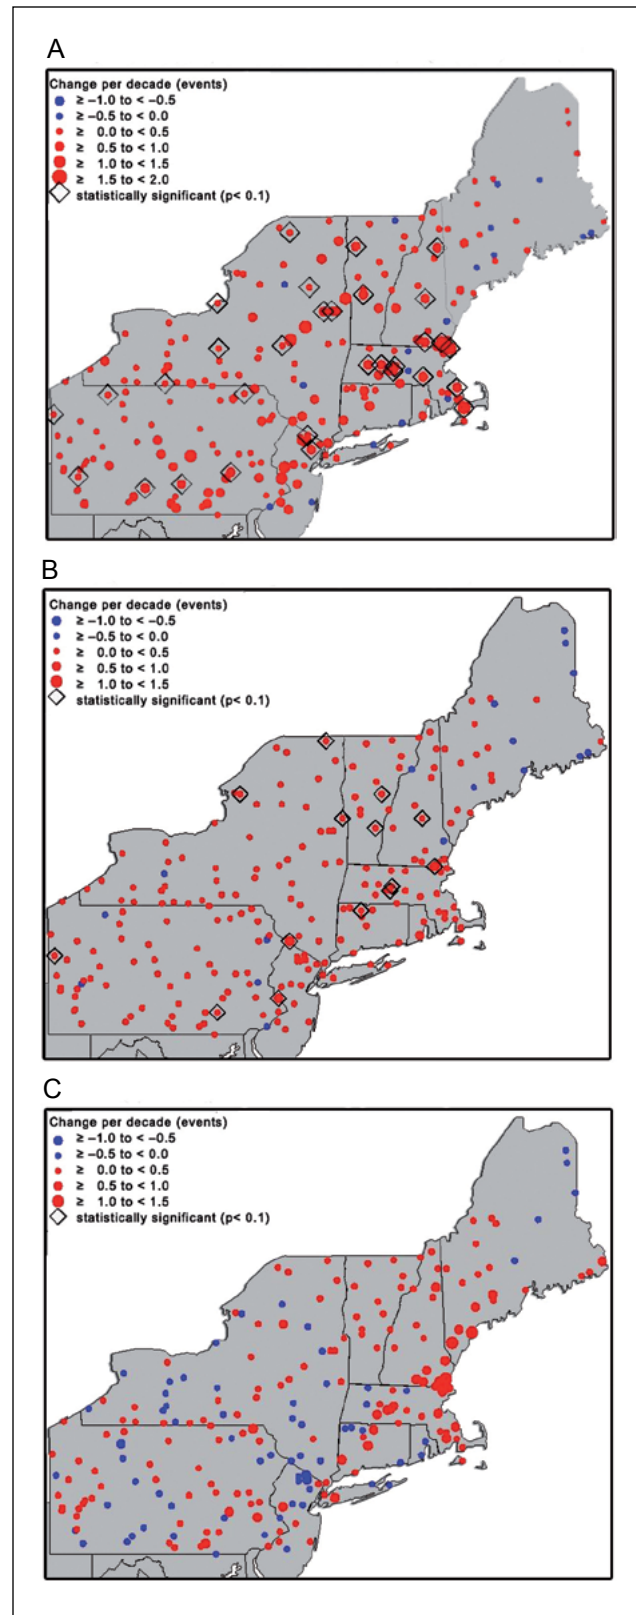 A
Change per decade (events)
≥ −1.0 to < −0.5
≥ −0.5 to < 0.0
≥ 0.0 to < 0.5
≥ 0.5 to < 1.0
≥ 1.0 to < 1.5
≥ 1.5 to < 2.0
statistically significant (p< 0.1)
B
Change per decade (events)
≥ −1.0 to < −0.5
≥ −0.5 to < 0.0
≥ 0.0 to < 0.5
≥ 0.5 to < 1.0
≥ 1.0 to < 1.5
statistically significant (p< 0.1)
C
Change per decade (events)
≥ −1.0 to < −0.5
≥ −0.5 to < 0.0
≥ 0.0 to < 0.5
≥ 0.5 to < 1.0
≥ 1.0 to < 1.5
statistically significant (p< 0.1)